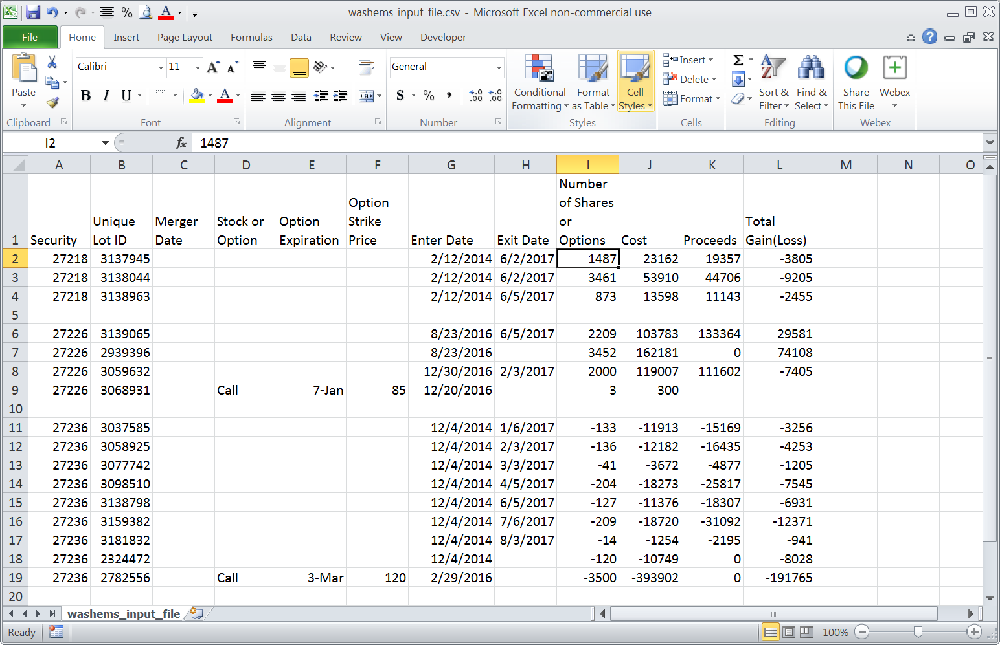 washems_input_file.csv - Microsoft Excel non-commercial use
File Home Insert Page Layout Formulas Data Review View Developer
Calibri 11 General
Paste
B I U $ % ,
Conditional Formatting Format as Table Cell Styles
Insert
Delete
Format
Sort & Filter Find & Select
Share This File Webex
Clipboard Font Alignment Number Styles Cells Editing Webex
I2 fx 1487
A B C D E F G H I J K L M N O
1 Security Unique Lot ID Merger Date Stock or Option Option Expiration Option Strike Price Enter Date Exit Date Number of Shares or Options Cost Proceeds Total Gain(Loss)
2 27218 3137945 2/12/2014 6/2/2017 1487 23162 19357 -3805
3 27218 3138044 2/12/2014 6/2/2017 3461 53910 44706 -9205
4 27218 3138963 2/12/2014 6/5/2017 873 13598 11143 -2455
5
6 27226 3139065 8/23/2016 6/5/2017 2209 103783 133364 29581
7 27226 2939396 8/23/2016 3452 162181 0 74108
8 27226 3059632 12/30/2016 2/3/2017 2000 119007 111602 -7405
9 27226 3068931 Call 7-Jan 85 12/20/2016 3 300
10
11 27236 3037585 12/4/2014 1/6/2017 -133 -11913 -15169 -3256
12 27236 3058925 12/4/2014 2/3/2017 -136 -12182 -16435 -4253
13 27236 3077742 12/4/2014 3/3/2017 -41 -3672 -4877 -1205
14 27236 3098510 12/4/2014 4/5/2017 -204 -18273 -25817 -7545
15 27236 3138798 12/4/2014 6/5/2017 -127 -11376 -18307 -6931
16 27236 3159382 12/4/2014 7/6/2017 -209 -18720 -31092 -12371
17 27236 3181832 12/4/2014 8/3/2017 -14 -1254 -2195 -941
18 27236 2324472 12/4/2014 -120 -10749 0 -8028
19 27236 2782556 Call 3-Mar 120 2/29/2016 -3500 -393902 0 -191765
20
washems_input_file
Ready 100%